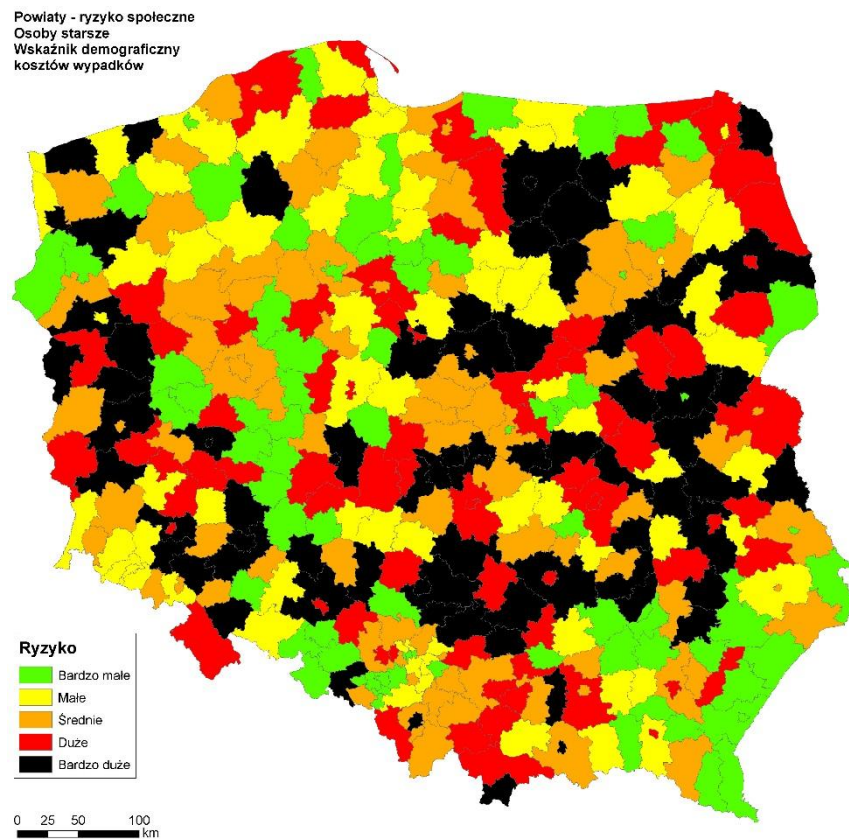 Powiaty - ryzyko społeczne
Osoby starsze
Wskaźnik demograficzny
kosztów wypadków
Ryzyko
Bardzo małe
Małe
Średnie
Duże
Bardzo duże
0 25 50 100
km